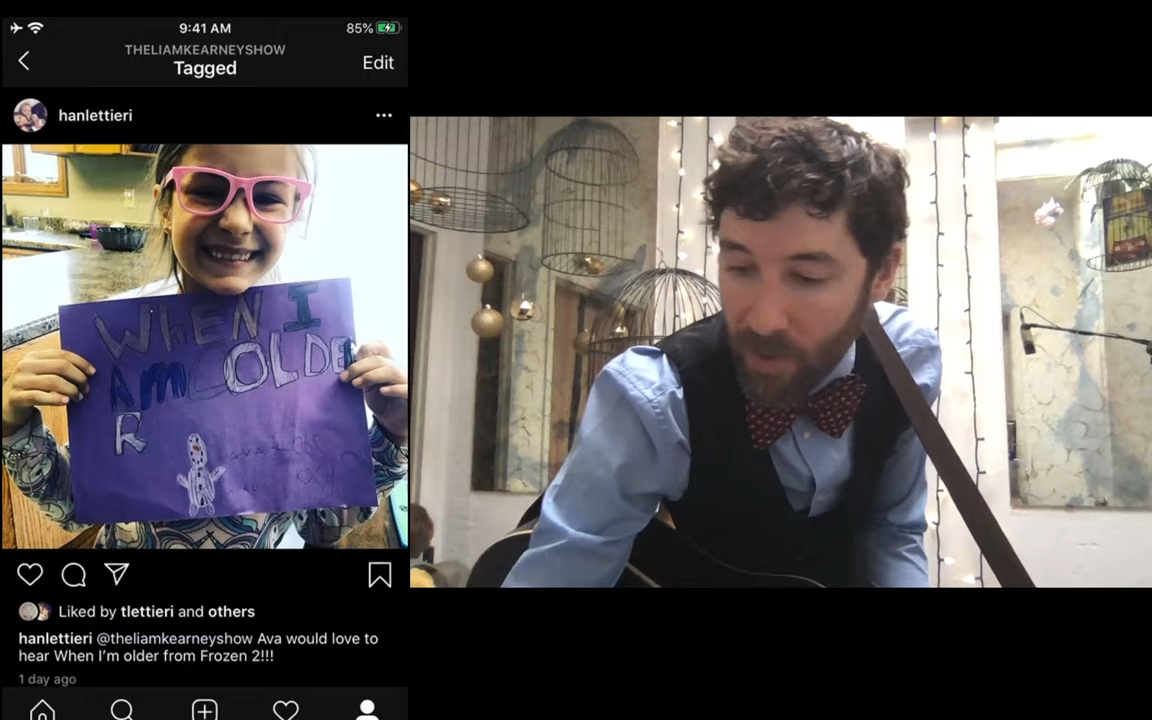 9:41 AM
85%
THELIAMKEARNEYSHOW
Tagged
Edit
hanlettieri
WhEN I
Am OLDE
R
Liked by tlettieri and others
hanlettieri @theliamkearneyshow Ava would love to
hear When I'm older from Frozen 2!!!
1 day ago